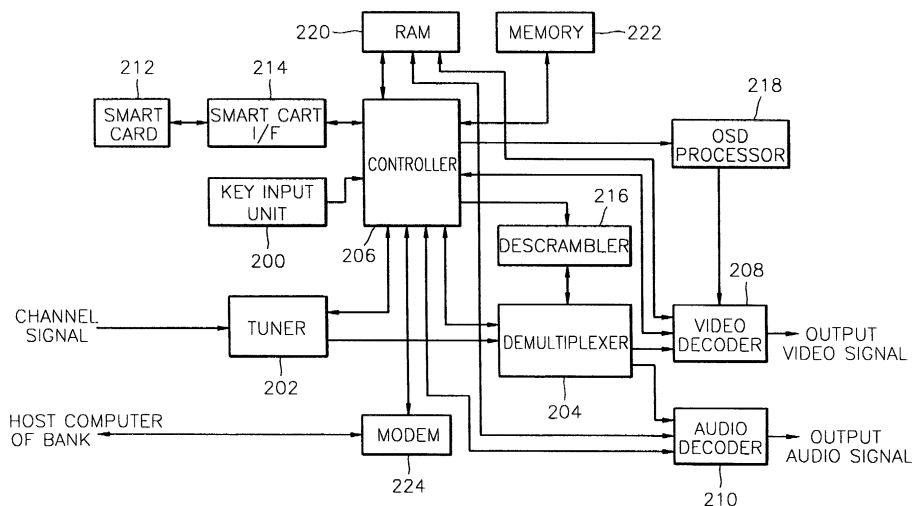 220
RAM
MEMORY
222
212
214
218
SMART
CARD
SMART CART
I/F
CONTROLLER
OSD
PROCESSOR
KEY INPUT
UNIT
200
206
216
DESCRAMBLER
208
CHANNEL
SIGNAL
TUNER
202
DEMULTIPLEXER
204
VIDEO
DECODER
OUTPUT
VIDEO SIGNAL
HOST COMPUTER
OF BANK
MODEM
224
AUDIO
DECODER
210
OUTPUT
AUDIO SIGNAL